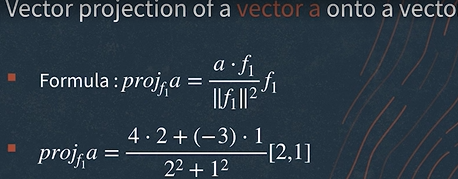 Vector projection of a vector a onto a vecto
Formula : proj_{f_1} a = \frac{a \cdot f_1}{||f_1||^2} f_1
proj_{f_1} a = \frac{4 \cdot 2 + (-3) \cdot 1}{2^2 + 1^2} [2,1]